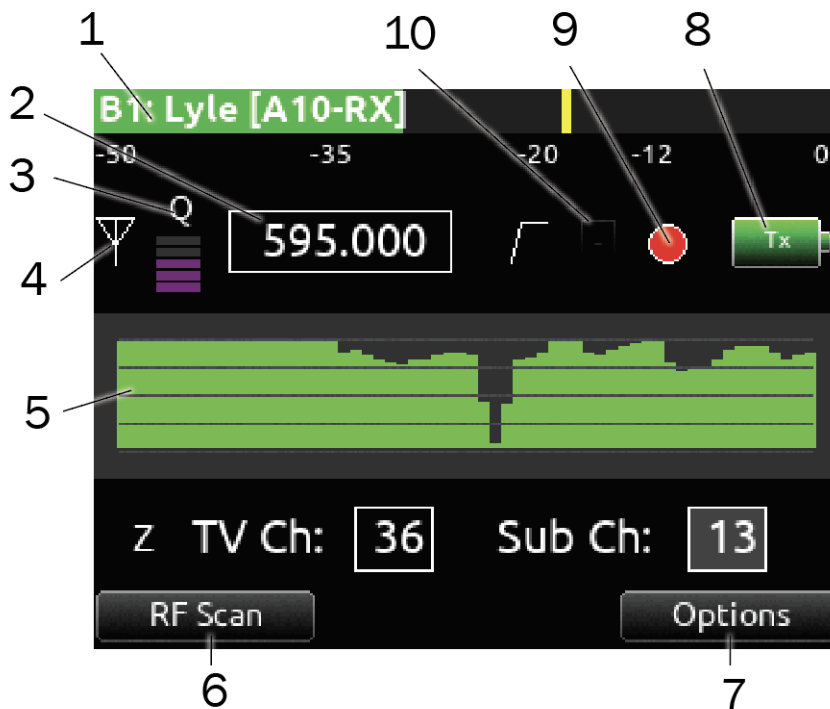 1 10 9 8
B1: Lyle [A10-RX]
2
-50 -35 -20 -12 0
3 Q
595.000 Tx
4
5
Z TV Ch: 36 Sub Ch: 13
RF Scan Options
6 7